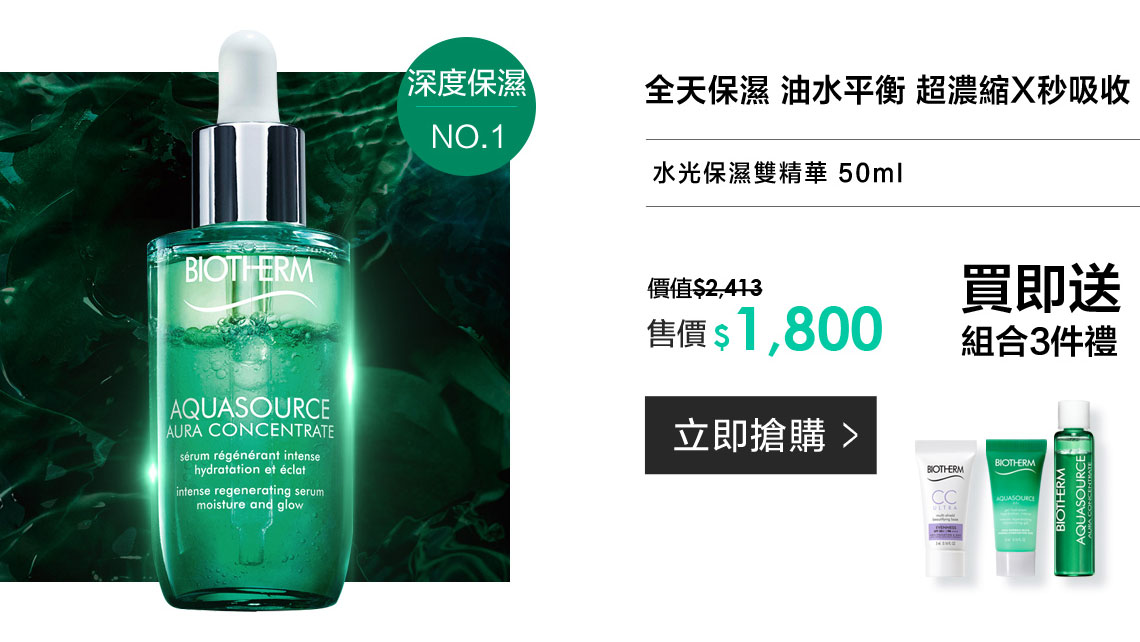 深度保濕
NO.1
BIOTHERM
AQUASOURCE
AURA CONCENTRATE
sérum régénérant intense
hydratation et éclat
intense regenerating serum
moisture and glow
全天保濕 油水平衡 超濃縮X秒吸收
水光保濕雙精華 50ml
價值$2,413
售價 $1,800
立即搶購 >
買即送
組合3件禮
BIOTHERM
CC
ULTRA
BIOTHERM
AQUASOURCE
BIOTHERM
AQUASOURCE
AURA CONCENTRATE